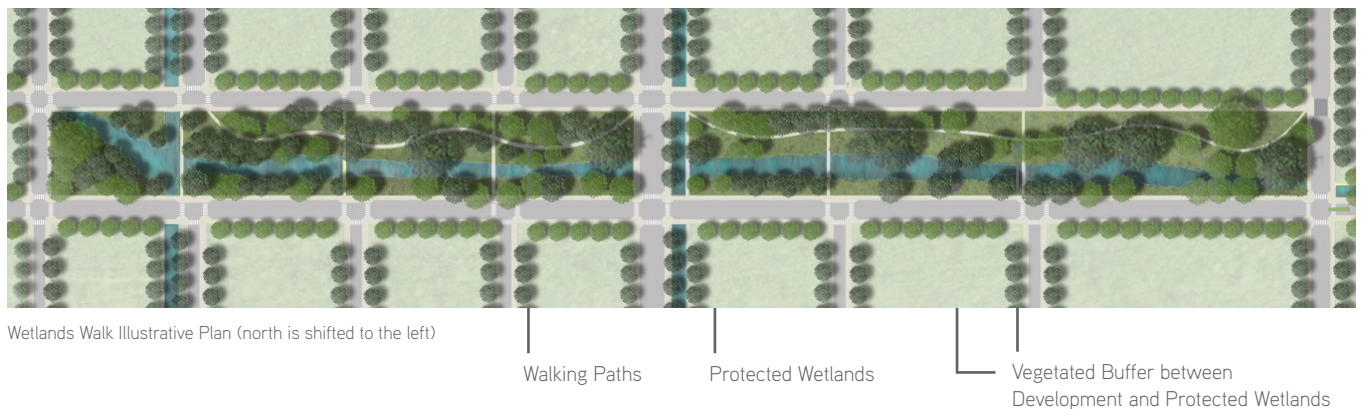 Wetlands Walk Illustrative Plan (north is shifted to the left)
Walking Paths
Protected Wetlands
Vegetated Buffer between
Development and Protected Wetlands